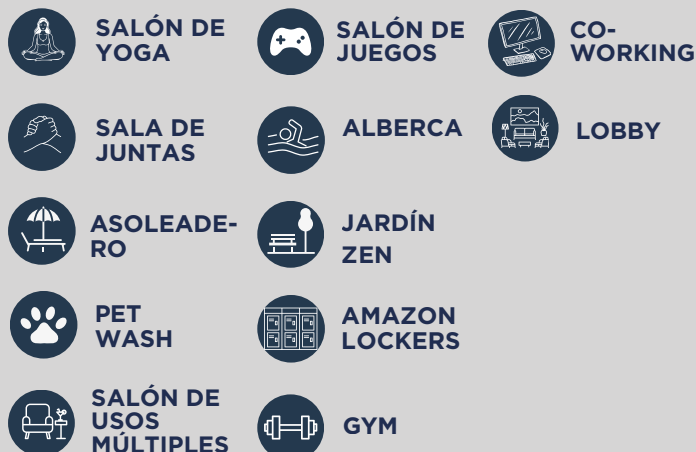 SALÓN DE
YOGA
SALÓN DE
JUEGOS
CO-
WORKING
SALA DE
JUNTAS
ALBERCA
LOBBY
ASOLEADE-
RO
JARDÍN
ZEN
PET
WASH
AMAZON
LOCKERS
SALÓN DE
USOS
MÚLTIPLES
GYM